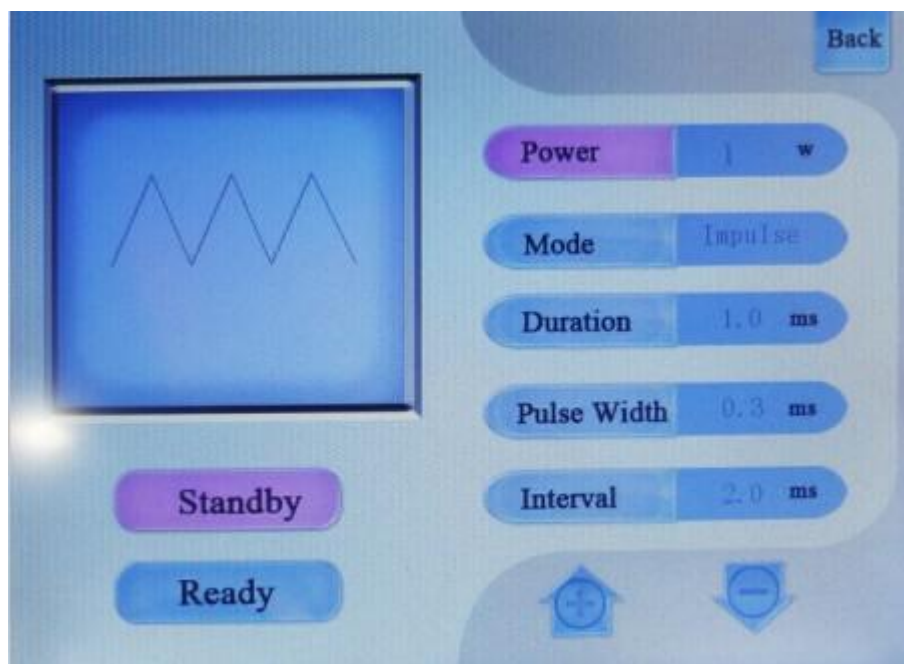 Back
Power 1 w
Mode Impulse
Duration 1.0 ms
Pulse Width 0.3 ms
Interval 2.0 ms
Standby
Ready